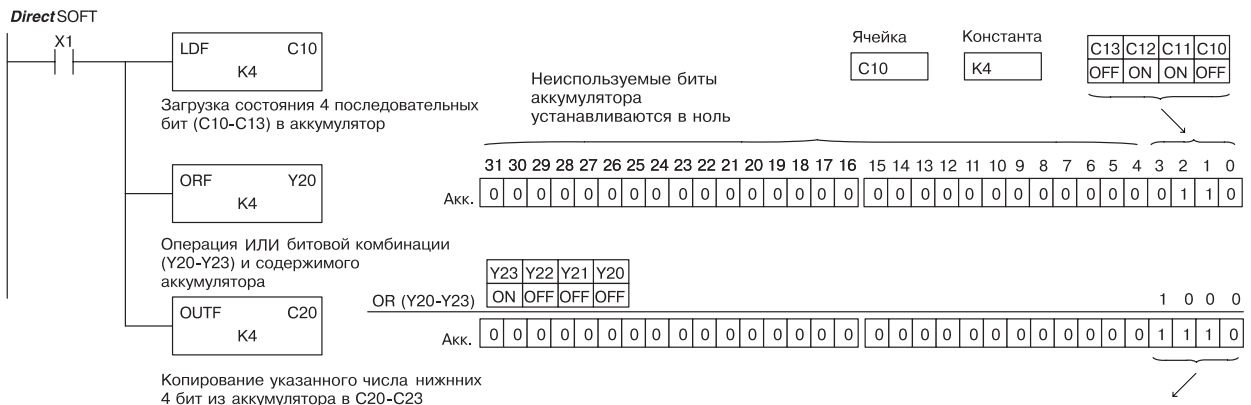 DirectSOFT
X1
LDF C10
K4
Загрузка состояния 4 последовательных
бит (C10-C13) в аккумулятор
Ячейка
C10
Константа
K4
C13 C12 C11 C10
OFF ON ON OFF
Неиспользуемые биты
аккумулятора
устанавливаются в ноль
31 30 29 28 27 26 25 24 23 22 21 20 19 18 17 16 15 14 13 12 11 10 9 8 7 6 5 4 3 2 1 0
Акк. 0 0 0 0 0 0 0 0 0 0 0 0 0 0 0 0 0 0 0 0 0 0 0 0 0 0 0 0 0 1 1 0
ORF Y20
K4
Операция ИЛИ битовой комбинации
(Y20-Y23) и содержимого
аккумулятора
Y23 Y22 Y21 Y20
ON OFF OFF OFF
OR (Y20-Y23) 1 0 0 0
Акк. 0 0 0 0 0 0 0 0 0 0 0 0 0 0 0 0 0 0 0 0 0 0 0 0 0 0 0 0 1 1 1 0
OUTF C20
K4
Копирование указанного числа нижнних
4 бит из аккумулятора в C20-C23